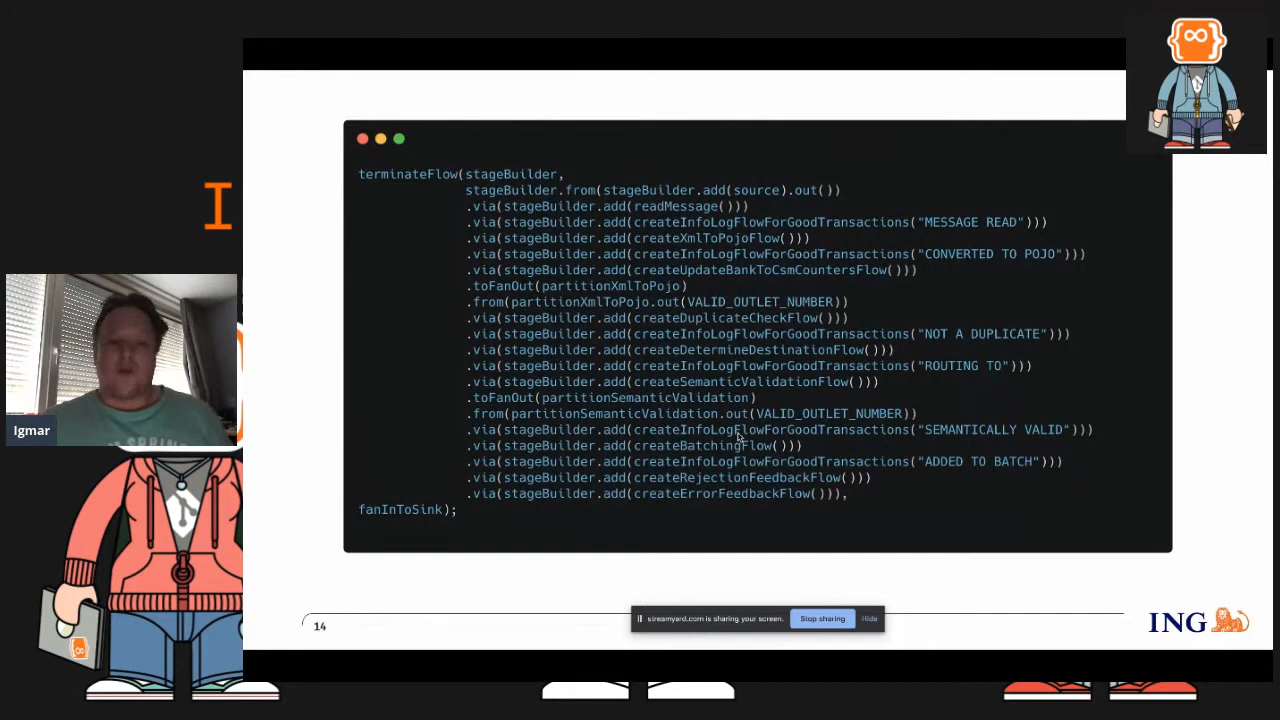 I
terminateFlow(stageBuilder,
stageBuilder.from(stageBuilder.add(source).out())
.via(stageBuilder.add(readMessage()))
.via(stageBuilder.add(createInfoLogFlowForGoodTransactions("MESSAGE READ")))
.via(stageBuilder.add(createXmlToPojoFlow()))
.via(stageBuilder.add(createInfoLogFlowForGoodTransactions("CONVERTED TO POJO")))
.via(stageBuilder.add(createUpdateBankToCsmCountersFlow()))
.toFanOut(partitionXmlToPojo)
.from(partitionXmlToPojo.out(VALID_OUTLET_NUMBER))
.via(stageBuilder.add(createDuplicateCheckFlow()))
.via(stageBuilder.add(createInfoLogFlowForGoodTransactions("NOT A DUPLICATE")))
.via(stageBuilder.add(createDetermineDestinationFlow()))
.via(stageBuilder.add(createInfoLogFlowForGoodTransactions("ROUTING TO")))
.via(stageBuilder.add(createSemanticValidationFlow()))
.toFanOut(partitionSemanticValidation)
.from(partitionSemanticValidation.out(VALID_OUTLET_NUMBER))
.via(stageBuilder.add(createInfoLogFlowForGoodTransactions("SEMANTICALLY VALID")))
.via(stageBuilder.add(createBatchingFlow()))
.via(stageBuilder.add(createInfoLogFlowForGoodTransactions("ADDED TO BATCH")))
.via(stageBuilder.add(createRejectionFeedbackFlow()))
.via(stageBuilder.add(createErrorFeedbackFlow())),
fanInToSink);
Igmar
14
streamyard.com is sharing your screen.
Stop sharing
Hide
ING